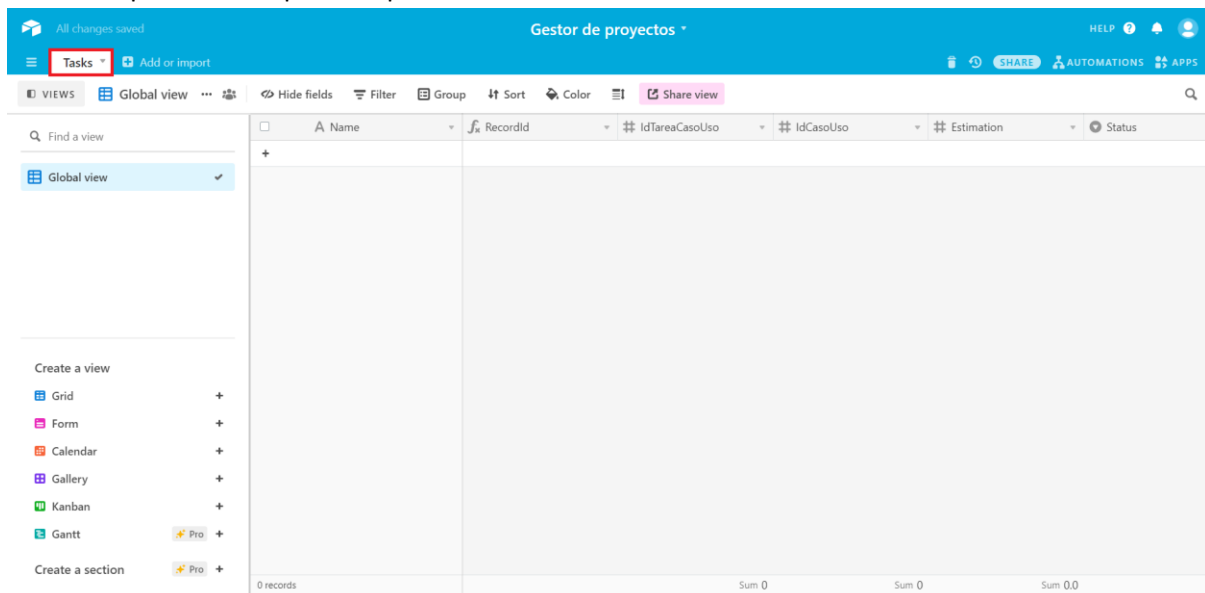 All changes saved
Gestor de proyectos
HELP
Tasks
Add or import
SHARE
AUTOMATIONS
APPS
VIEWS
Global view
Hide fields
Filter
Group
Sort
Color
Share view
Find a view
Name
RecordId
IdTareaCasoUso
IdCasoUso
Estimation
Status
Global view
Create a view
Grid
Form
Calendar
Gallery
Kanban
Gantt
Pro
Create a section
Pro
0 records
Sum 0
Sum 0
Sum 0.0